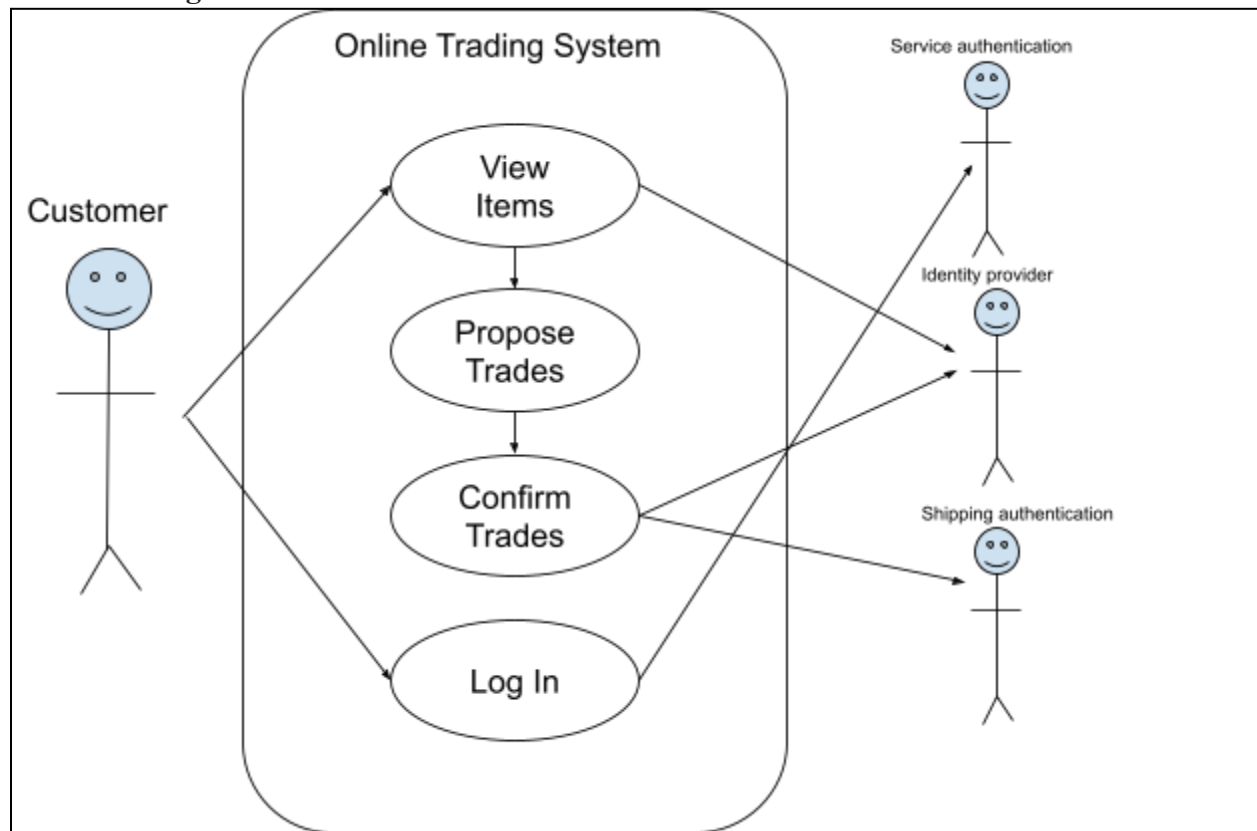 Online Trading System
Service authentication
View
Items
Customer
Identity provider
Propose
Trades
Confirm
Trades
Shipping authentication
Log In